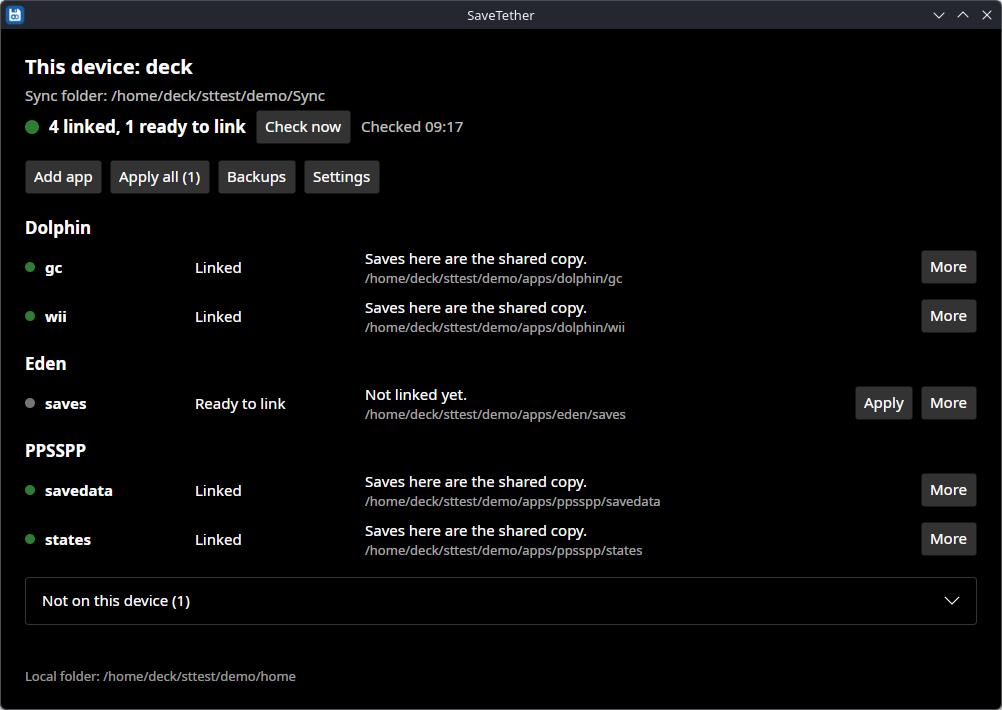 SaveTether
This device: deck
Sync folder: /home/deck/sttest/demo/Sync
4 linked, 1 ready to link Check now Checked 09:17
Add app Apply all (1) Backups Settings
Dolphin
gc Linked Saves here are the shared copy. More
/home/deck/sttest/demo/apps/dolphin/gc
wii Linked Saves here are the shared copy. More
/home/deck/sttest/demo/apps/dolphin/wii
Eden
saves Ready to link Not linked yet. Apply More
/home/deck/sttest/demo/apps/eden/saves
PPSSPP
savedata Linked Saves here are the shared copy. More
/home/deck/sttest/demo/apps/ppsspp/savedata
states Linked Saves here are the shared copy. More
/home/deck/sttest/demo/apps/ppsspp/states
Not on this device (1)
Local folder: /home/deck/sttest/demo/home